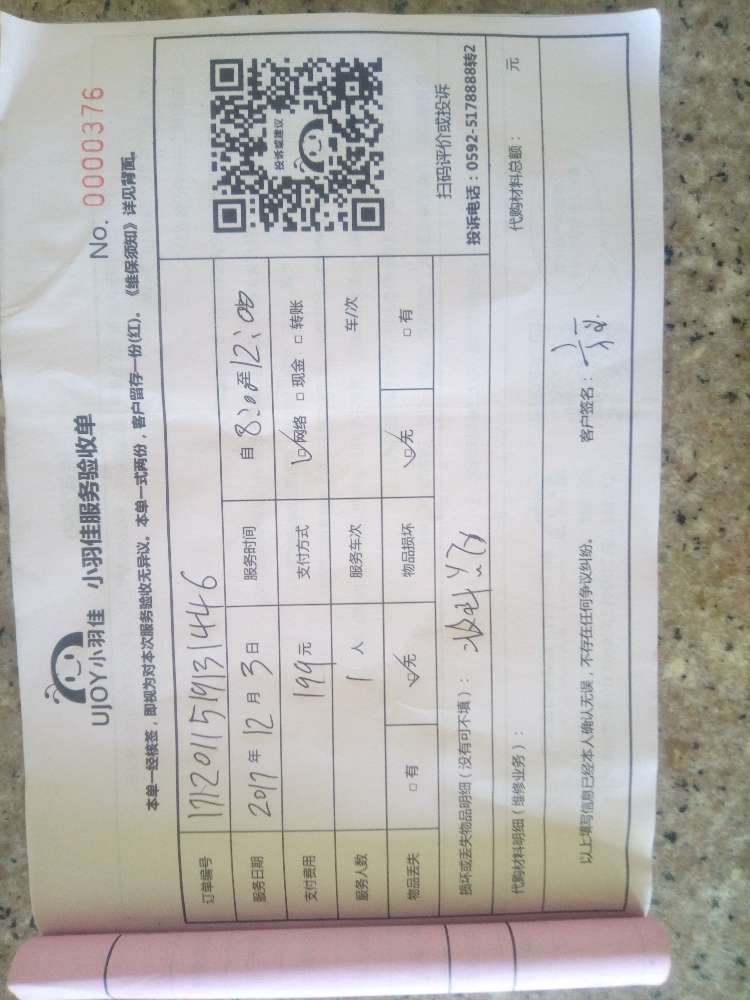 UJOY小羽佳 小羽佳服务验收单
No. 0000376
本单一经核签，即视为对本次服务验收无异议。本单一式两份，客户留存一份(红)。《维保须知》详见背面。
订单编号 171201151913 1446
服务日期 2017 年 12 月 3 日 服务时间 自 8:00 至 12:00
支付费用 199 元 支付方式 ☑网络 □ 现金 □ 转账
服务人数 1 人 服务车次 车/次
物品丢失 □ 有 ☑无 物品损坏 ☑无 □ 有
投诉或建议
扫码评价或投诉
投诉电话：0592-5178888转2
损坏或丢失物品明细（没有可不填）：
代购材料明细（维修业务）： 代购材料总额： 元
以上填写信息已经本人确认无误，不存在任何争议纠纷。 客户签名：